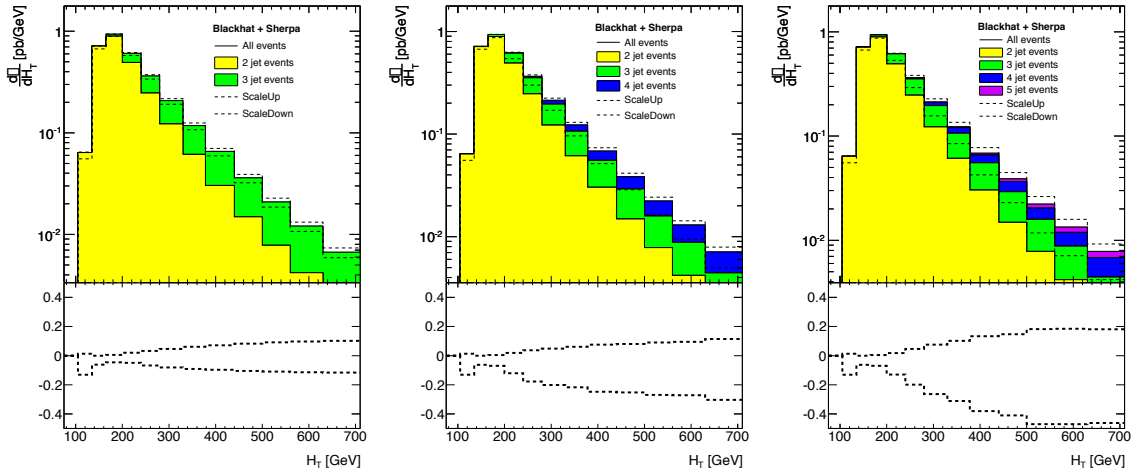 dσ/dH_T [pb/GeV]
Blackhat + Sherpa
All events
2 jet events
3 jet events
ScaleUp
ScaleDown
1
10⁻¹
10⁻²
0.4
0.2
0
-0.2
-0.4
100 200 300 400 500 600 700
H_T [GeV]
d□/dH_T [pb/GeV]
Blackhat + Sherpa
All events
2 jet events
3 jet events
4 jet events
ScaleUp
ScaleDown
1
10⁻¹
10⁻²
0.4
0.2
0
-0.2
-0.4
100 200 300 400 500 600 700
H_T [GeV]
d□/dH_T [pb/GeV]
Blackhat + Sherpa
All events
2 jet events
3 jet events
4 jet events
5 jet events
ScaleUp
ScaleDown
1
10⁻¹
10⁻²
0.4
0.2
0
-0.2
-0.4
100 200 300 400 500 600 700
H_T [GeV]